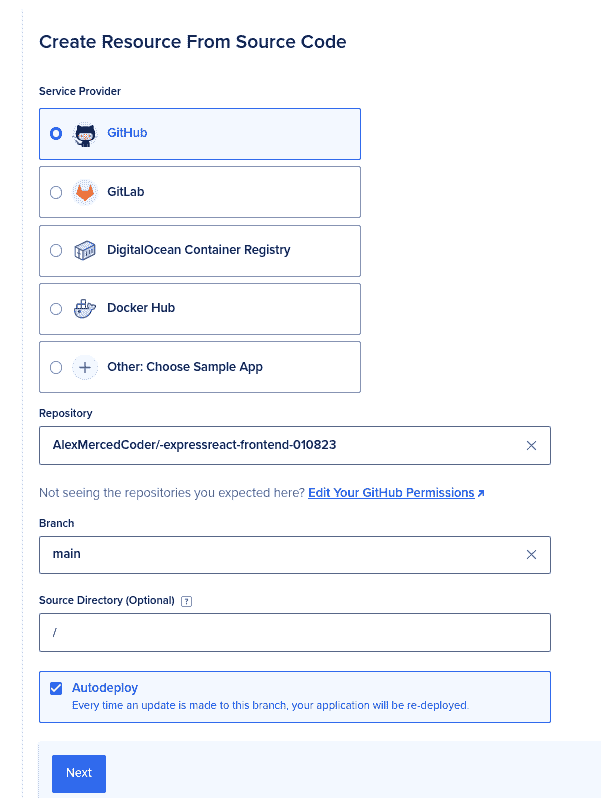 Create Resource From Source Code
Service Provider
GitHub
GitLab
DigitalOcean Container Registry
Docker Hub
Other: Choose Sample App
Repository
AlexMercedCoder/-expressreact-frontend-010823
Not seeing the repositories you expected here? Edit Your GitHub Permissions
Branch
main
Source Directory (Optional) ?
/
Autodeploy
Every time an update is made to this branch, your application will be re-deployed.
Next